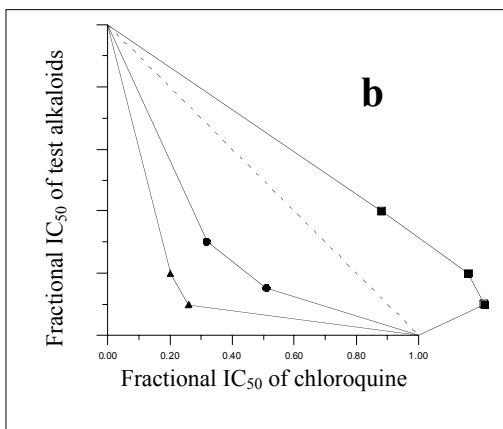 b
Fractional IC₅₀ of test alkaloids
0.00 0.20 0.40 0.60 0.80 1.00
Fractional IC₅₀ of chloroquine